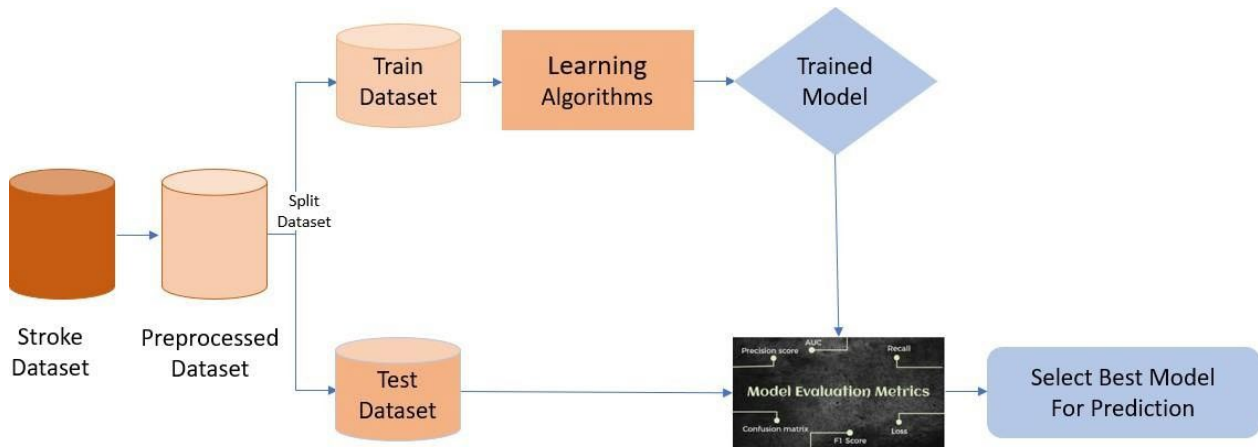 Train
Dataset
Learning
Algorithms
Trained
Model
Split
Dataset
Stroke
Dataset
Preprocessed
Dataset
Test
Dataset
Precision score
AUC
Recall
Model Evaluation Metrics
Confusion matrix
F1 Score
Loss
Select Best Model
For Prediction